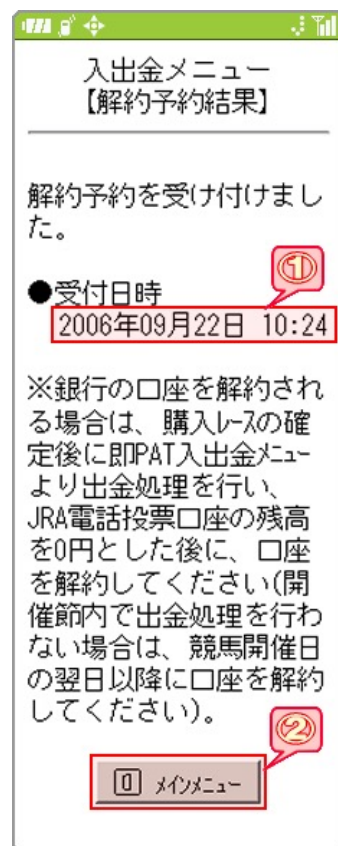 入出金メニュー
【解約予約結果】
解約予約を受け付けまし
た。
①
●受付日時
2006年09月22日 10:24
※銀行の口座を解約され
る場合は、購入ﾚｰｽの確
定後に即PAT入出金ﾒﾆｭｰ
より出金処理を行い、
JRA電話投票口座の残高
を0円とした後に、口座
を解約してください(開
催節内で出金処理を行わ
ない場合は、競馬開催日
の翌日以降に口座を解約
してください)。
②
0 ﾒｲﾝﾒﾆｭｰ